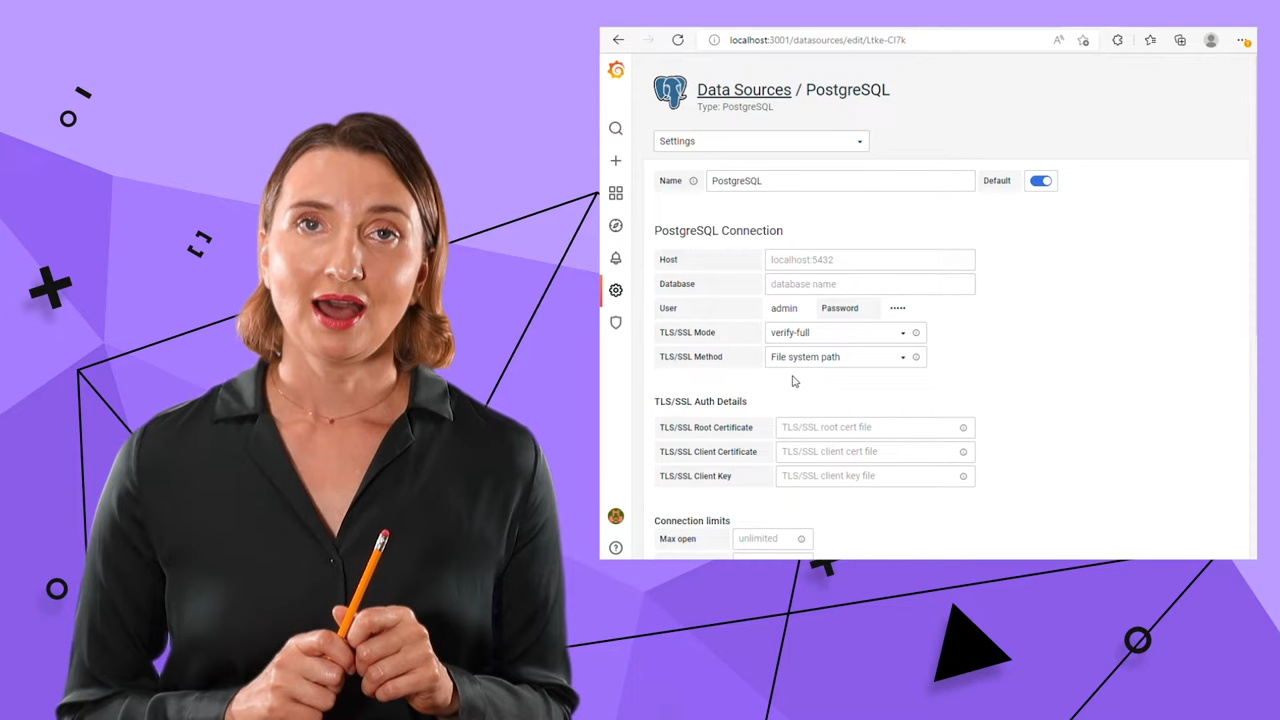 localhost:3001/datasources/edit/Ltke-CI7k
Data Sources / PostgreSQL
Type: PostgreSQL
Settings
Name PostgreSQL Default
PostgreSQL Connection
Host localhost:5432
Database database name
User admin Password •••••
TLS/SSL Mode verify-full
TLS/SSL Method File system path
TLS/SSL Auth Details
TLS/SSL Root Certificate TLS/SSL root cert file
TLS/SSL Client Certificate TLS/SSL client cert file
TLS/SSL Client Key TLS/SSL client key file
Connection limits
Max open unlimited